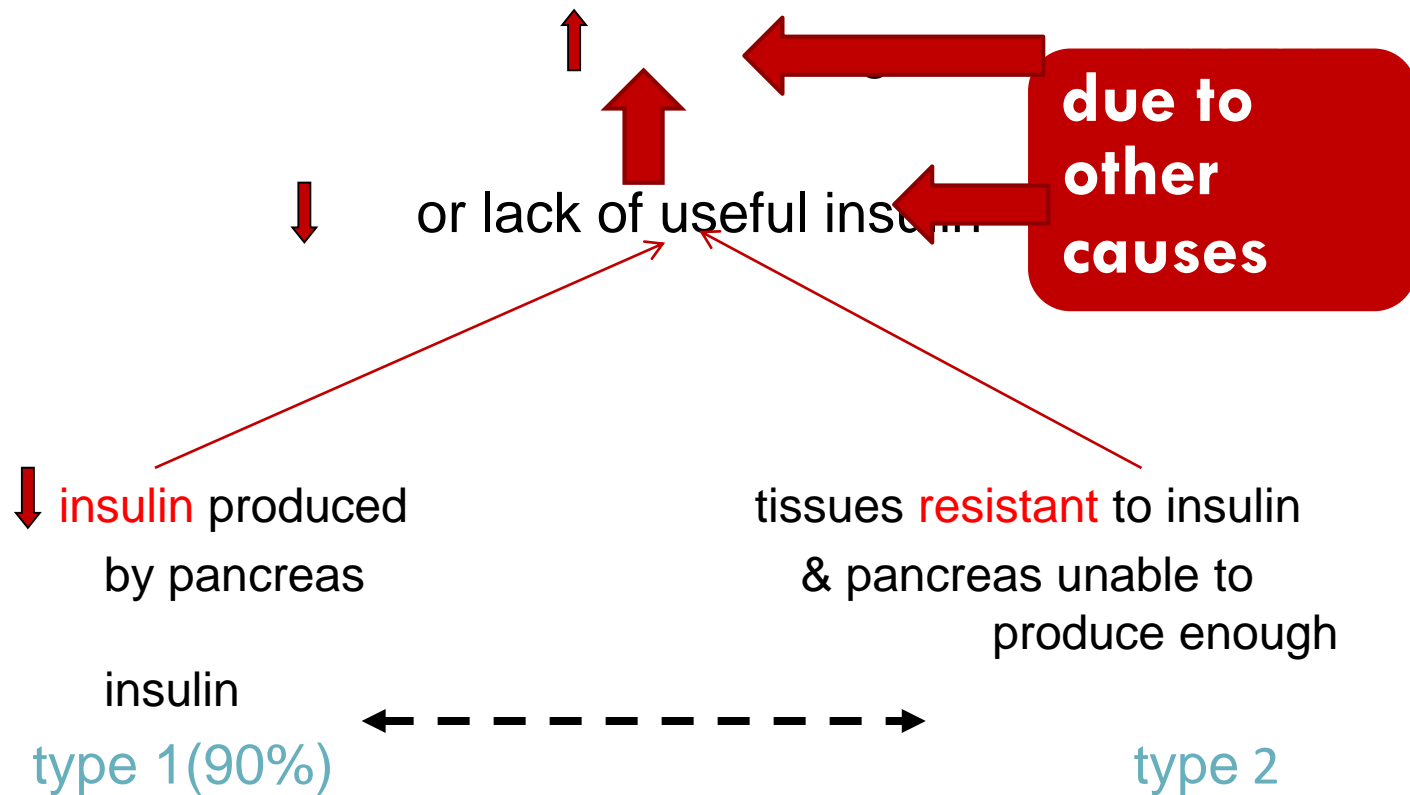 due to
other
causes
or lack of useful insulin
insulin produced
by pancreas
tissues resistant to insulin
& pancreas unable to
produce enough
insulin
type 1(90%)
type 2